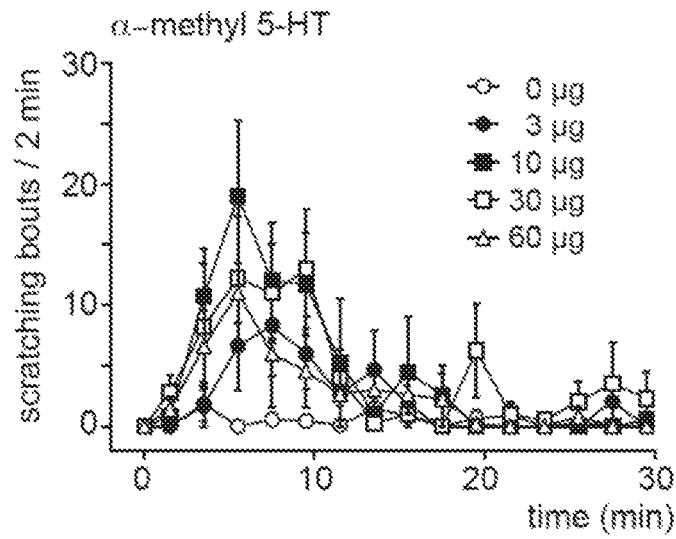 α-methyl 5-HT
scratching bouts / 2 min
30
20
10
0
0 µg
3 µg
10 µg
30 µg
60 µg
0 10 20 30
time (min)